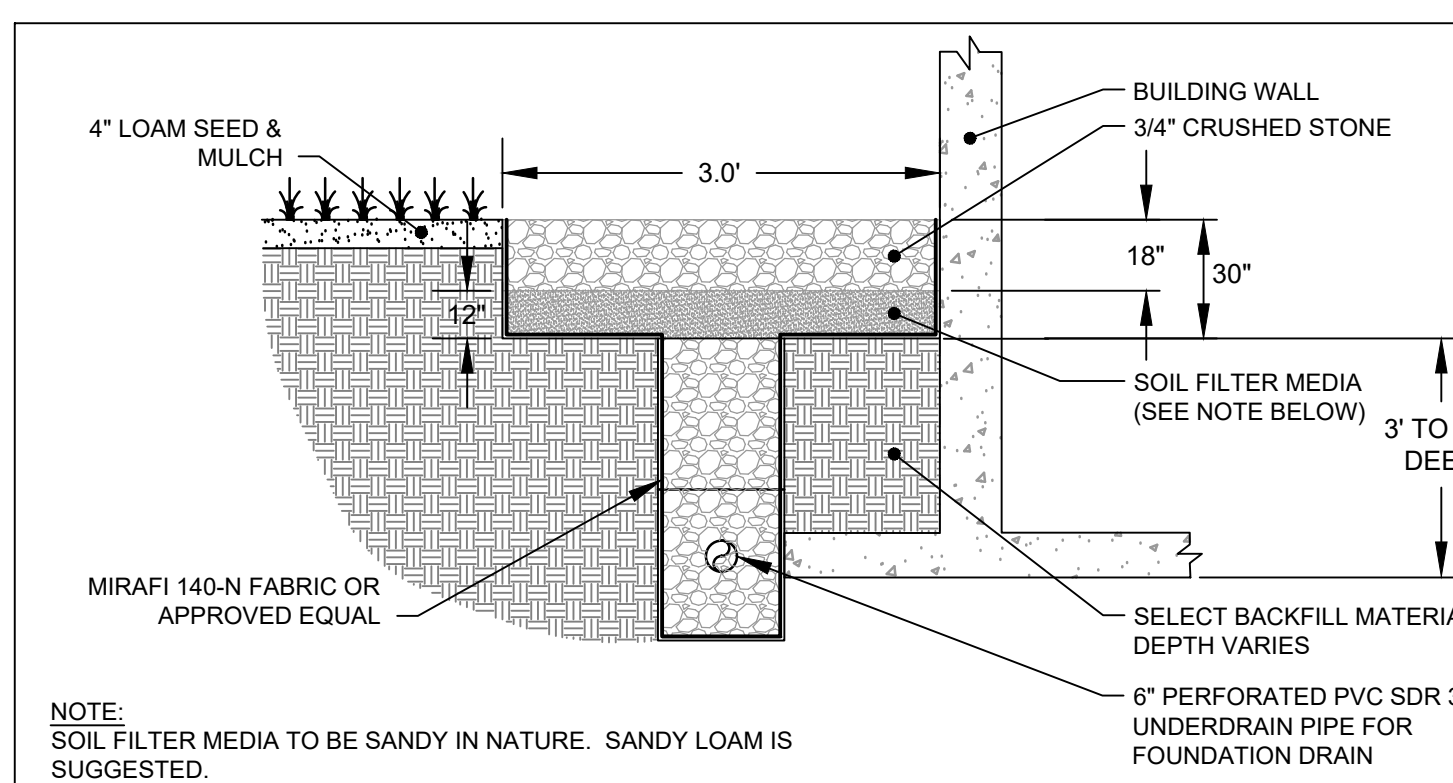 4" LOAM SEED &
MULCH
3.0'
BUILDING WALL
3/4" CRUSHED STONE
18"
30"
12"
SOIL FILTER MEDIA
(SEE NOTE BELOW)
3' TO
MIRAFI 140-N FABRIC OR
APPROVED EQUAL
SELECT BACKFILL
DEPTH VARIES
6" PERFORATED PVC SDR
UNDERDRAIN PIPE FOR
FOUNDATION DRAIN
NOTE:
SOIL FILTER MEDIA TO BE SANDY IN NATURE. SANDY LOAM IS
SUGGESTED.